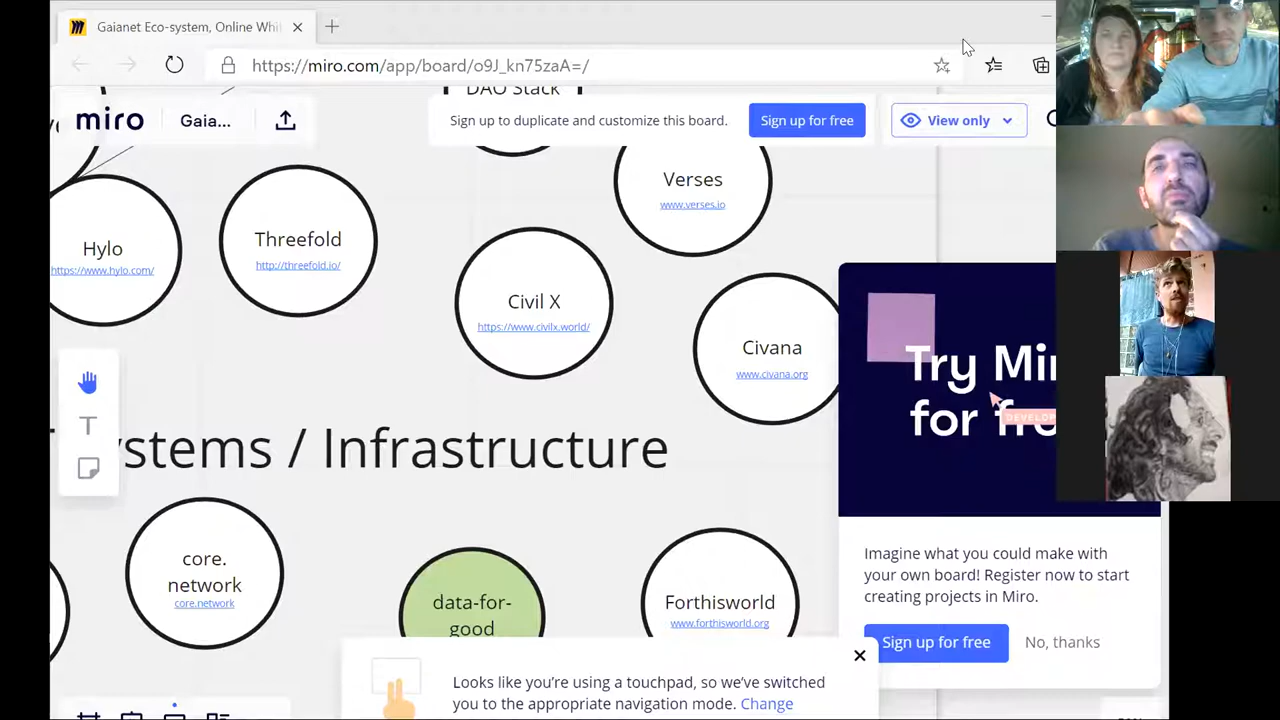 Gaianet Eco-system, Online Whi
https://miro.com/app/board/o9J_kn75zaA=/
miro
Gaia...
Sign up to duplicate and customize this board.
Sign up for free
View only
DAO Stack
Verses
www.verses.io
Hylo
https://www.hylo.com/
Threefold
http://threefold.io/
Civil X
https://www.civilx.world/
Civana
www.civana.org
Try Mi
for fr
DEVELOP
T
ystems / Infrastructure
core.
network
core.network
data-for-
good
Forthisworld
www.forthisworld.org
Imagine what you could make with
your own board! Register now to start
creating projects in Miro.
Sign up for free
No, thanks
Looks like you're using a touchpad, so we've switched
you to the appropriate navigation mode. Change